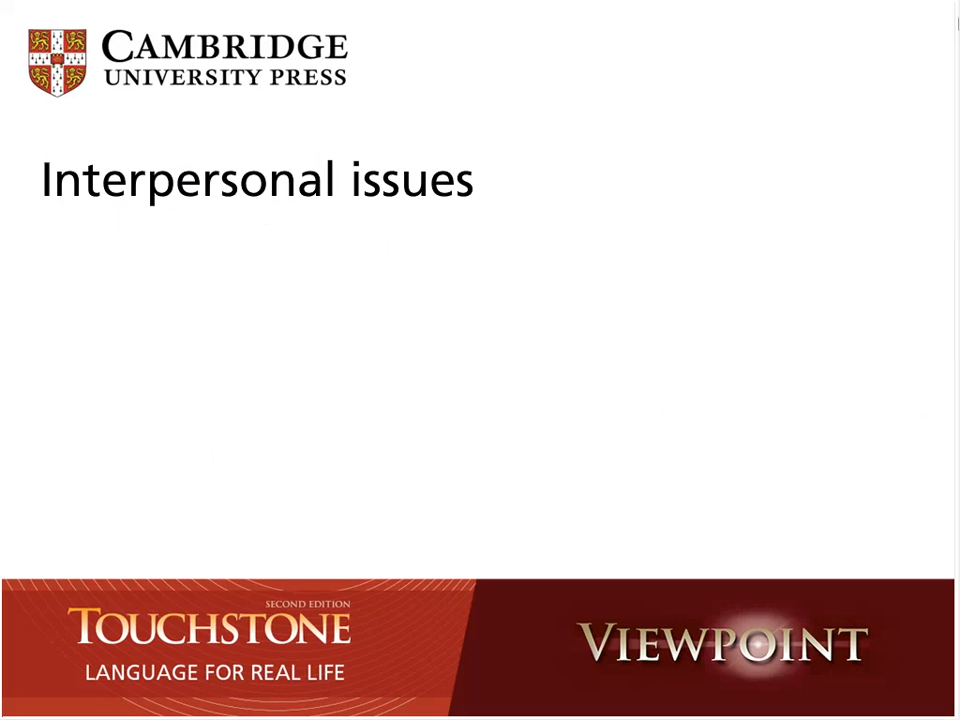 CAMBRIDGE
UNIVERSITY PRESS
Interpersonal issues
SECOND EDITION
TOUCHSTONE
LANGUAGE FOR REAL LIFE
VIEWPOINT